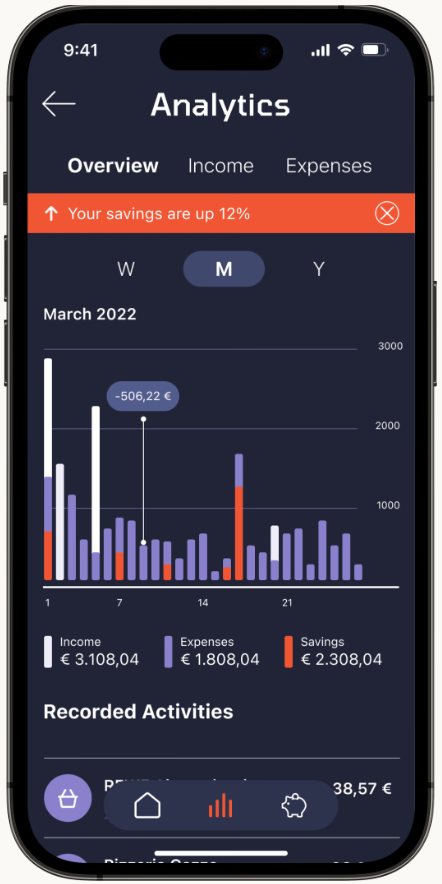 9:41
Analytics
Overview Income Expenses
Your savings are up 12%
W M Y
March 2022
3000
-506,22 €
2000
1000
1 7 14 21
Income Expenses Savings
€ 3.108,04 € 1.808,04 € 2.308,04
Recorded Activities
38,57 €